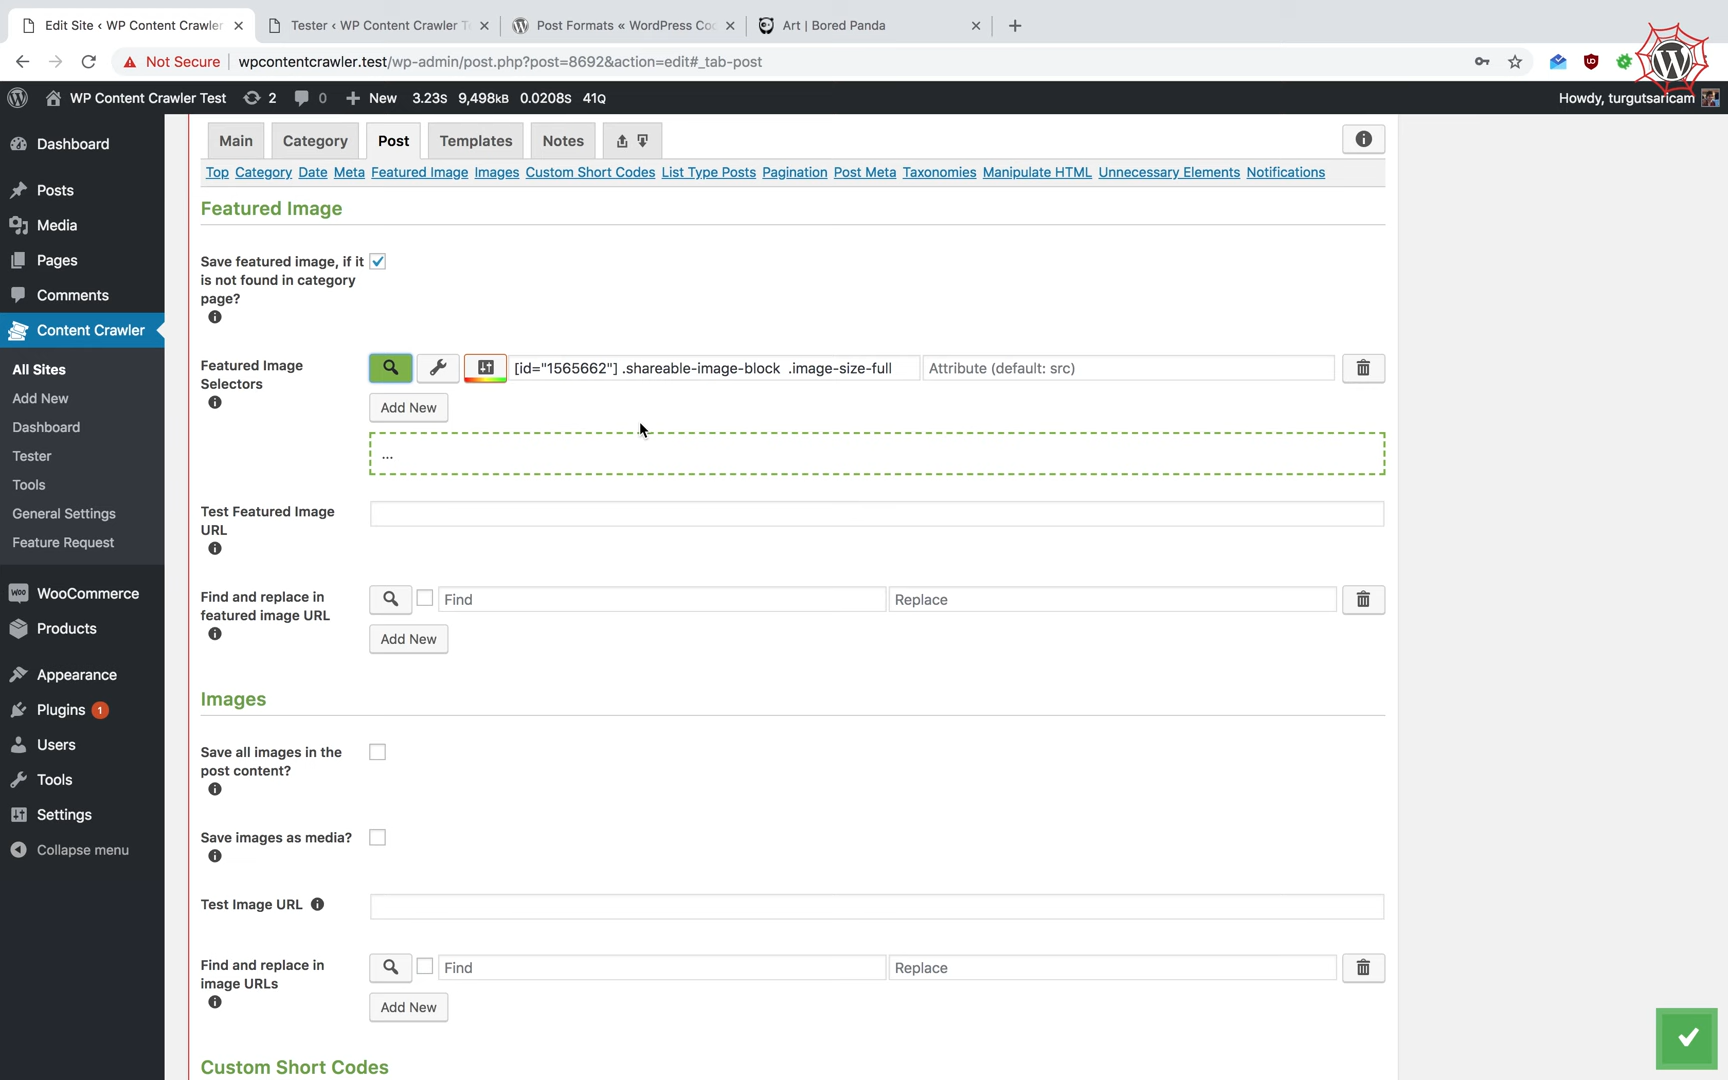 Edit Site ‹ WP Content Crawler
Tester ‹ WP Content Crawler T
Post Formats « WordPress Co
Art | Bored Panda
Not Secure
wpcontentcrawler.test/wp-admin/post.php?post=8692&action=edit#_tab-post
WP Content Crawler Test
2
0
New
3.23s 9,498kB 0.0208s 41Q
Howdy, turgutsaricam
Dashboard
Posts
Media
Pages
Comments
Content Crawler
All Sites
Add New
Dashboard
Tester
Tools
General Settings
Feature Request
WooCommerce
Products
Appearance
Plugins 1
Users
Tools
Settings
Collapse menu
Main
Category
Post
Templates
Notes
Top Category Date Meta Featured Image Images Custom Short Codes List Type Posts Pagination Post Meta Taxonomies Manipulate HTML Unnecessary Elements Notifications
Featured Image
Save featured image, if it
is not found in category
page?
Featured Image
Selectors
[id="1565662"] .shareable-image-block .image-size-full
Attribute (default: src)
Add New
...
Test Featured Image
URL
Find and replace in
featured image URL
Find
Replace
Add New
Images
Save all images in the
post content?
Save images as media?
Test Image URL
Find and replace in
image URLs
Find
Replace
Add New
Custom Short Codes